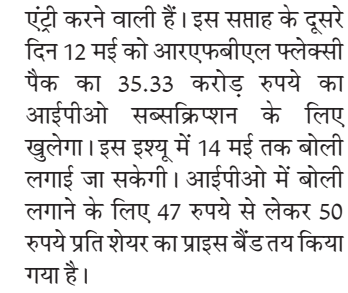 एंट्री करने वाली हैं। इस सप्ताह के दूसरे
दिन 12 मई को आरएफबीएल फ्लेक्सी
पैक का 35.33 करोड़ रुपये का
आईपीओ सब्सक्रिप्शन के लिए
खुलेगा। इस इश्यू में 14 मई तक बोली
लगाई जा सकेगी। आईपीओ में बोली
लगाने के लिए 47 रुपये से लेकर 50
रुपये प्रति शेयर का प्राइस बैंड तय किया
गया है।